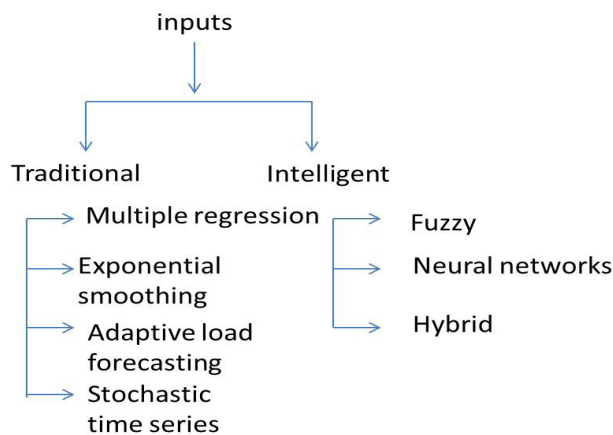 inputs
Traditional
Intelligent
Multiple regression
Exponential
smoothing
Adaptive load
forecasting
Stochastic
time series
Fuzzy
Neural networks
Hybrid